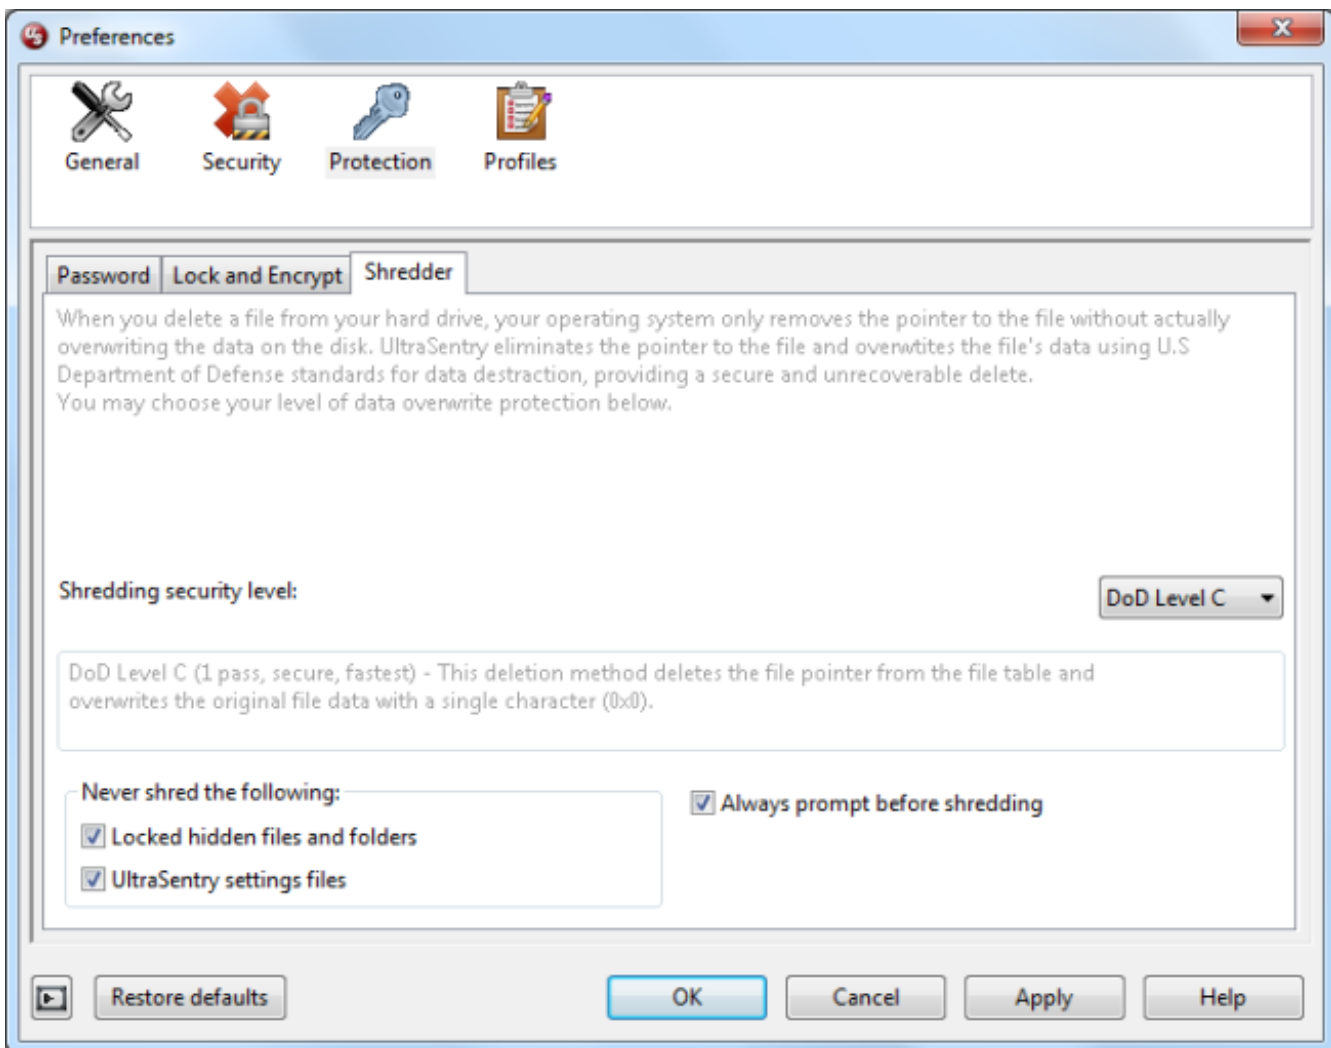 Preferences
General Security Protection Profiles
Password Lock and Encrypt Shredder
When you delete a file from your hard drive, your operating system only removes the pointer to the file without actually
overwriting the data on the disk. UltraSentry eliminates the pointer to the file and overwtites the file's data using U.S
Department of Defense standards for data destraction, providing a secure and unrecoverable delete.
You may choose your level of data overwrite protection below.
Shredding security level:
DoD Level C
DoD Level C (1 pass, secure, fastest) - This deletion method deletes the file pointer from the file table and
overwrites the original file data with a single character (0x0).
Never shred the following:
Always prompt before shredding
Locked hidden files and folders
UltraSentry settings files
Restore defaults OK Cancel Apply Help